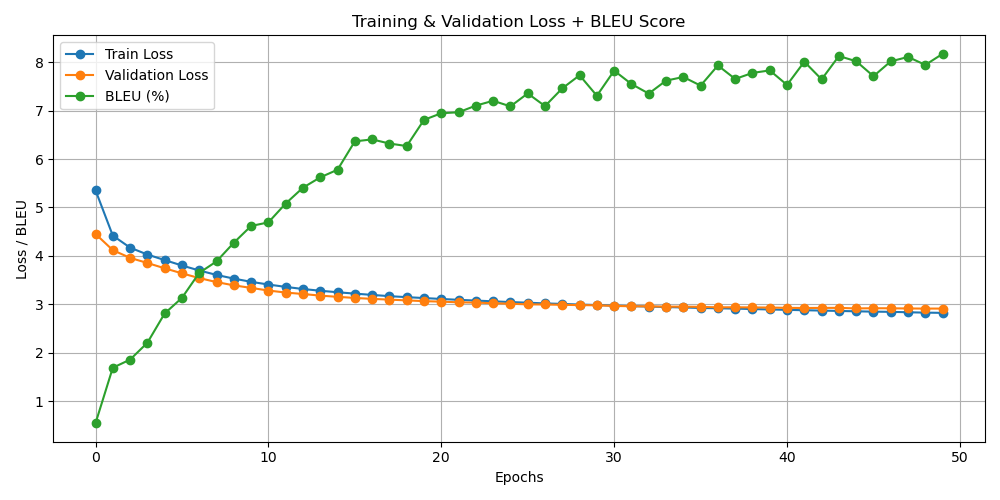 Training & Validation Loss + BLEU Score
Train Loss
Validation Loss
BLEU (%)
Loss / BLEU
8
7
6
5
4
3
2
1
0 10 20 30 40 50
Epochs